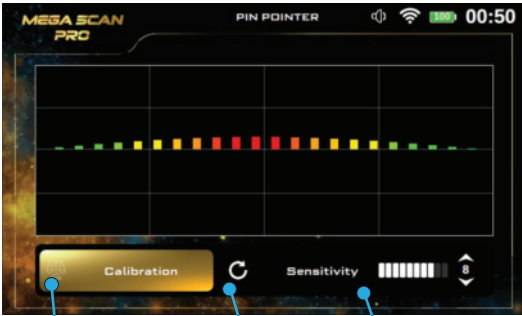 MEGA SCAN
PRO
PIN POINTER
100
00:50
Calibration
Sensitivity
8